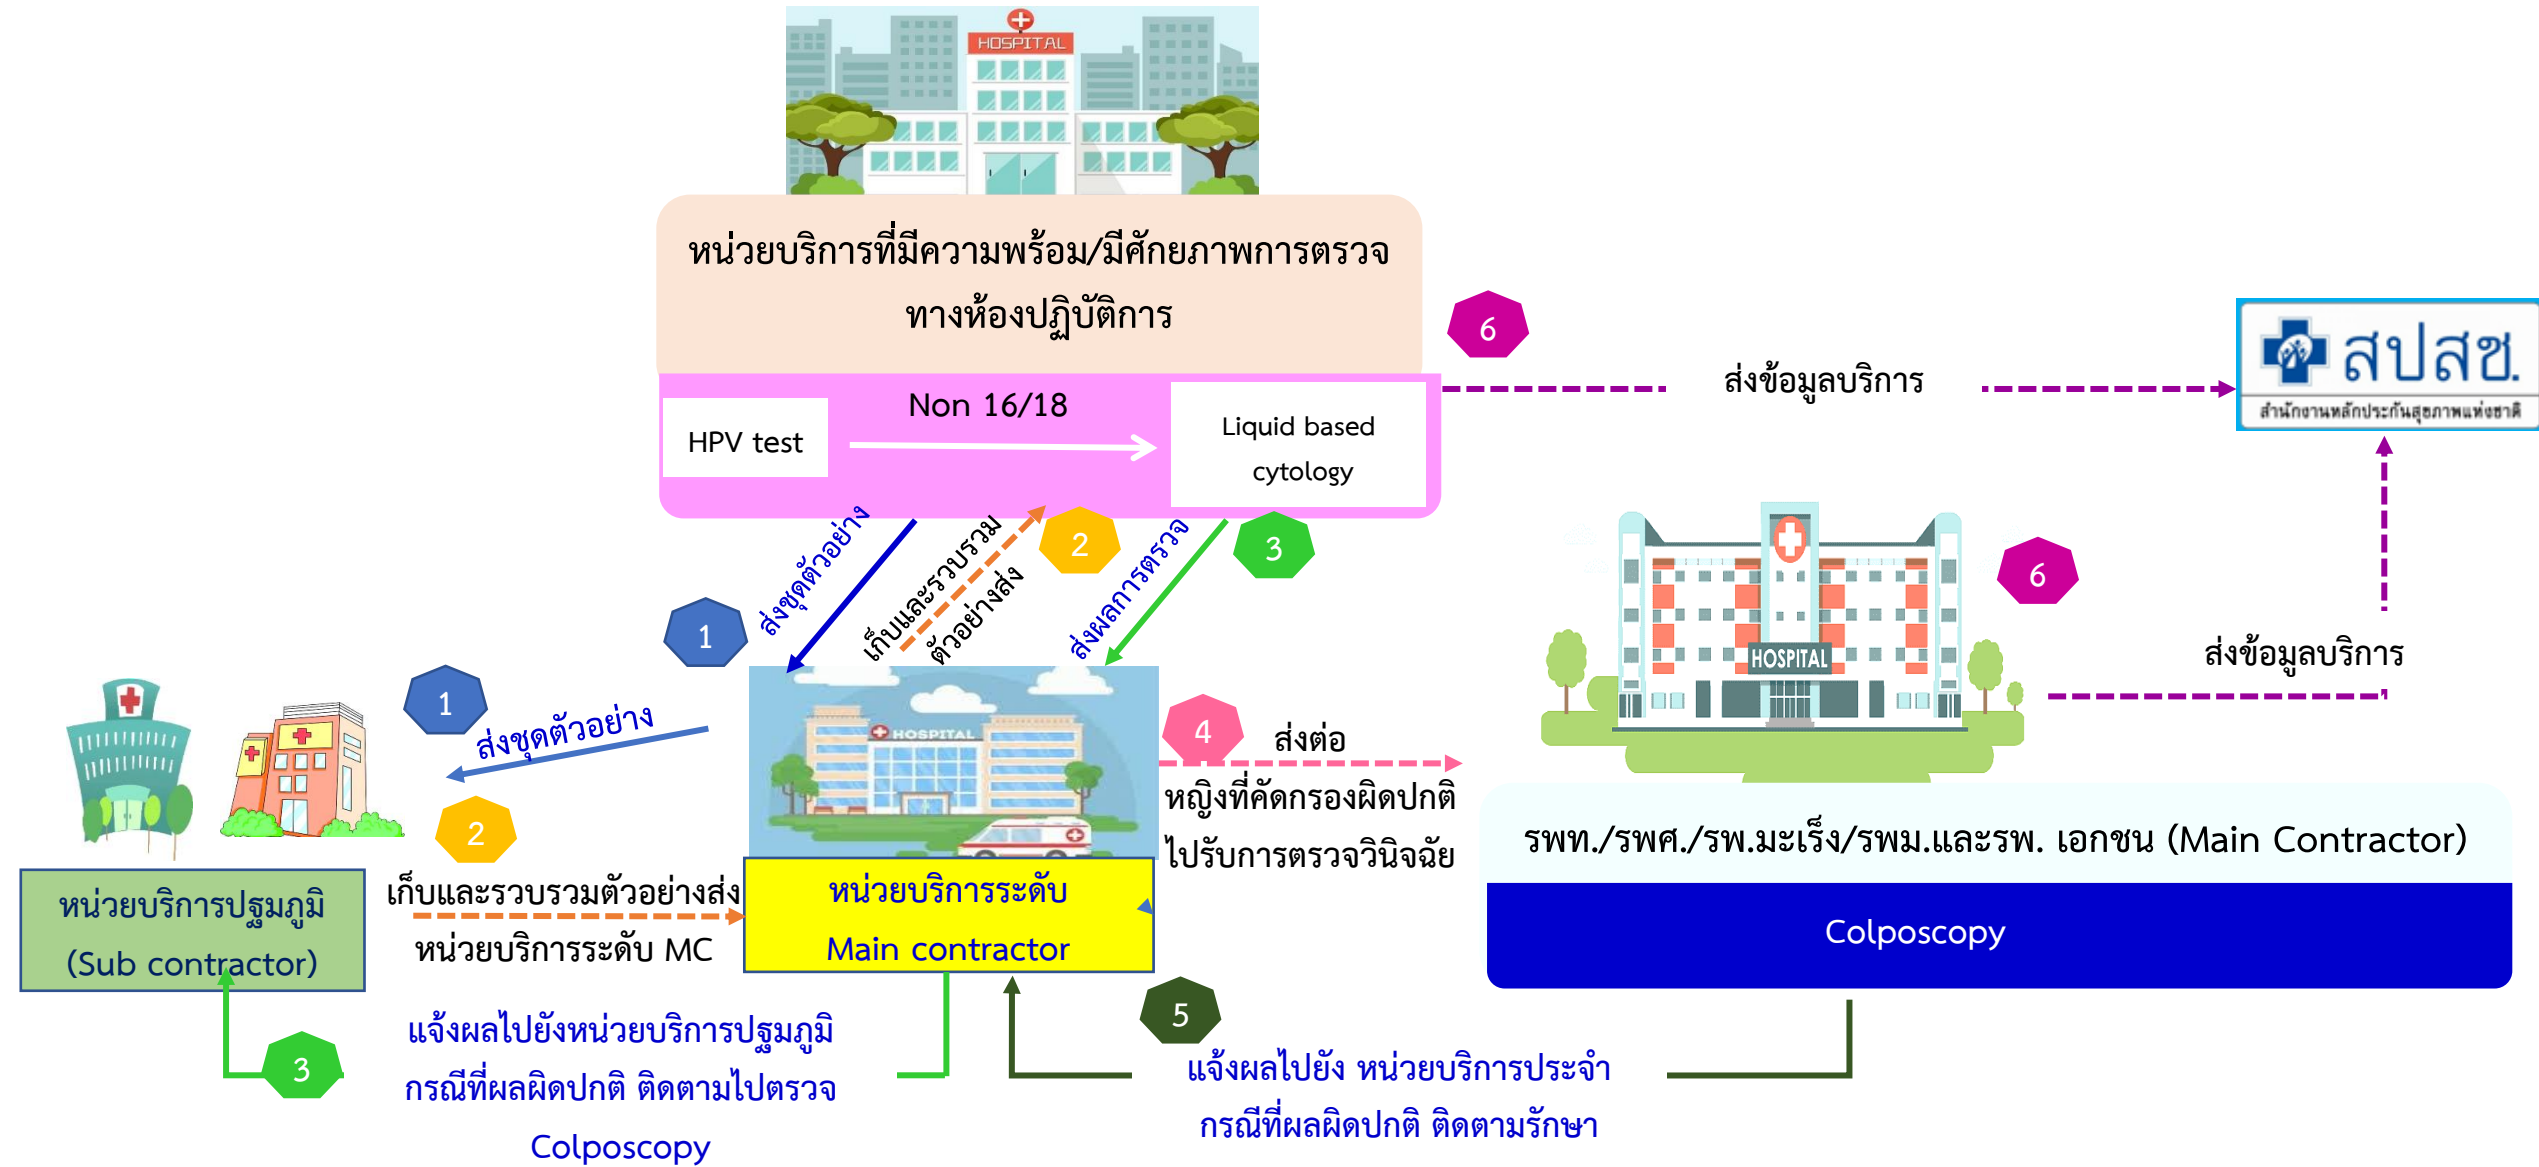 HOSPITAL
หน่วยบริการที่มีความพร้อม/มีศักยภาพการตรวจ
ทางห้องปฏิบัติการ
Non 16/18
HPV test
Liquid based
cytology
6
ส่งข้อมูลบริการ
สปสช.
สำนักงานหลักประกันสุขภาพแห่งชาติ
1
ส่งชุดตัวอย่าง
เก็บและรวบรวม
ตัวอย่างส่ง
2
ส่งผลการตรวจ
3
1
ส่งชุดตัวอย่าง
HOSPITAL
4
ส่งต่อ
หญิงที่คัดกรองผิดปกติ
ไปรับการตรวจวินิจฉัย
HOSPITAL
6
ส่งข้อมูลบริการ
2
เก็บและรวบรวมตัวอย่างส่ง
หน่วยบริการระดับ MC
หน่วยบริการปฐมภูมิ
(Sub contractor)
หน่วยบริการระดับ
Main contractor
รพท./รพศ./รพ.มะเร็ง/รพม.และรพ. เอกชน (Main Contractor)
Colposcopy
3
แจ้งผลไปยังหน่วยบริการปฐมภูมิ
กรณีที่ผลผิดปกติ ติดตามไปตรวจ
Colposcopy
5
แจ้งผลไปยัง หน่วยบริการประจำ
กรณีที่ผลผิดปกติ ติดตามรักษา